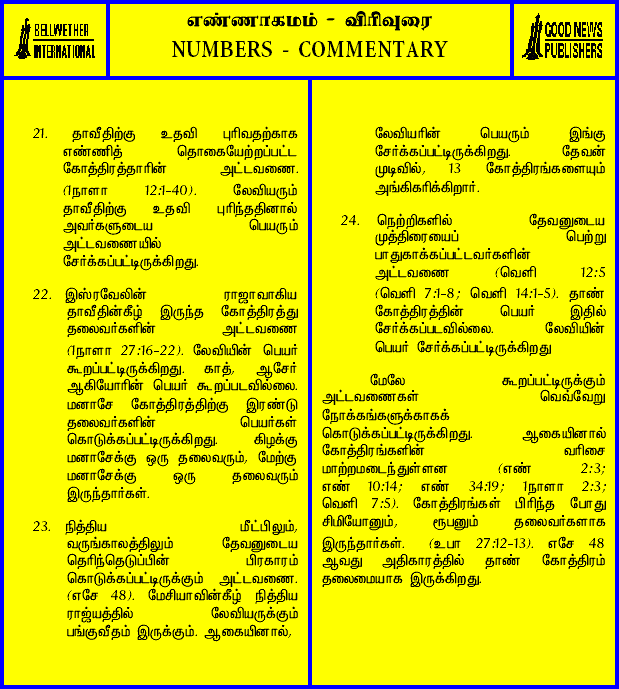 BELLWETHER
INTERNATIONAL
எண்ணாகமம் - விரிவுரை
NUMBERS - COMMENTARY
GOOD NEWS
PUBLISHERS
21. தாவீதிற்கு உதவி புரிவதற்காக
எண்ணித் தொகையேற்றப்பட்ட
கோத்திரத்தாரின் அட்டவணை.
(1நாளா 12:1-40). லேவியரும்
தாவீதிற்கு உதவி புரிந்ததினால்
அவர்களுடைய பெயரும்
அட்டவணையில்
சேர்க்கப்பட்டிருக்கிறது.
22. இஸ்ரவேலின் ராஜாவாகிய
தாவீதின்கீழ் இருந்த கோத்திரத்து
தலைவர்களின் அட்டவணை
(1நாளா 27:16-22). லேவியின் பெயர்
கூறப்பட்டிருக்கிறது. காத், ஆசேர்
ஆகியோரின் பெயர் கூறப்படவில்லை.
மனாசே கோத்திரத்திற்கு இரண்டு
தலைவர்களின் பெயர்கள்
கொடுக்கப்பட்டிருக்கிறது. கிழக்கு
மனாசேக்கு ஒரு தலைவரும், மேற்கு
மனாசேக்கு ஒரு தலைவரும்
இருந்தார்கள்.
23. நித்திய மீட்பிலும்,
வருங்காலத்திலும் தேவனுடைய
தெரிந்தெடுப்பின் பிரகாரம்
கொடுக்கப்பட்டிருக்கும் அட்டவணை.
(எசே 48). மேசியாவின்கீழ் நித்திய
ராஜ்யத்தில் லேவியருக்கும்
பங்குவீதம் இருக்கும். ஆகையினால்,
லேவியரின் பெயரும் இங்கு
சேர்க்கப்பட்டிருக்கிறது. தேவன்
முடிவில், 13 கோத்திரங்களையும்
அங்கிகரிக்கிறார்.
24. நெற்றிகளில் தேவனுடைய
முத்திரையைப் பெற்று
பாதுகாக்கப்பட்டவர்களின்
அட்டவணை (வெளி 12:5
(வெளி 7:1-8; வெளி 14:1-5). தாண்
கோத்திரத்தின் பெயர் இதில்
சேர்க்கப்படவில்லை. லேவியின்
பெயர் சேர்க்கப்பட்டிருக்கிறது
மேலே கூறப்பட்டிருக்கும்
அட்டவணைகள் வெவ்வேறு
நோக்கங்களுக்காகக்
கொடுக்கப்பட்டிருக்கிறது. ஆகையினால்
கோத்திரங்களின் வரிசை
மாற்றமடைந்துள்ளன (எண் 2:3;
எண் 10:14; எண் 34:19; 1நாளா 2:3;
வெளி 7:5). கோத்திரங்கள் பிரிந்த போது
சிமியோனும், ரூபனும் தலைவர்களாக
இருந்தார்கள். (உபா 27:12-13). எசே 48
ஆவது அதிகாரத்தில் தாண் கோத்திரம்
தலைமையாக இருக்கிறது.